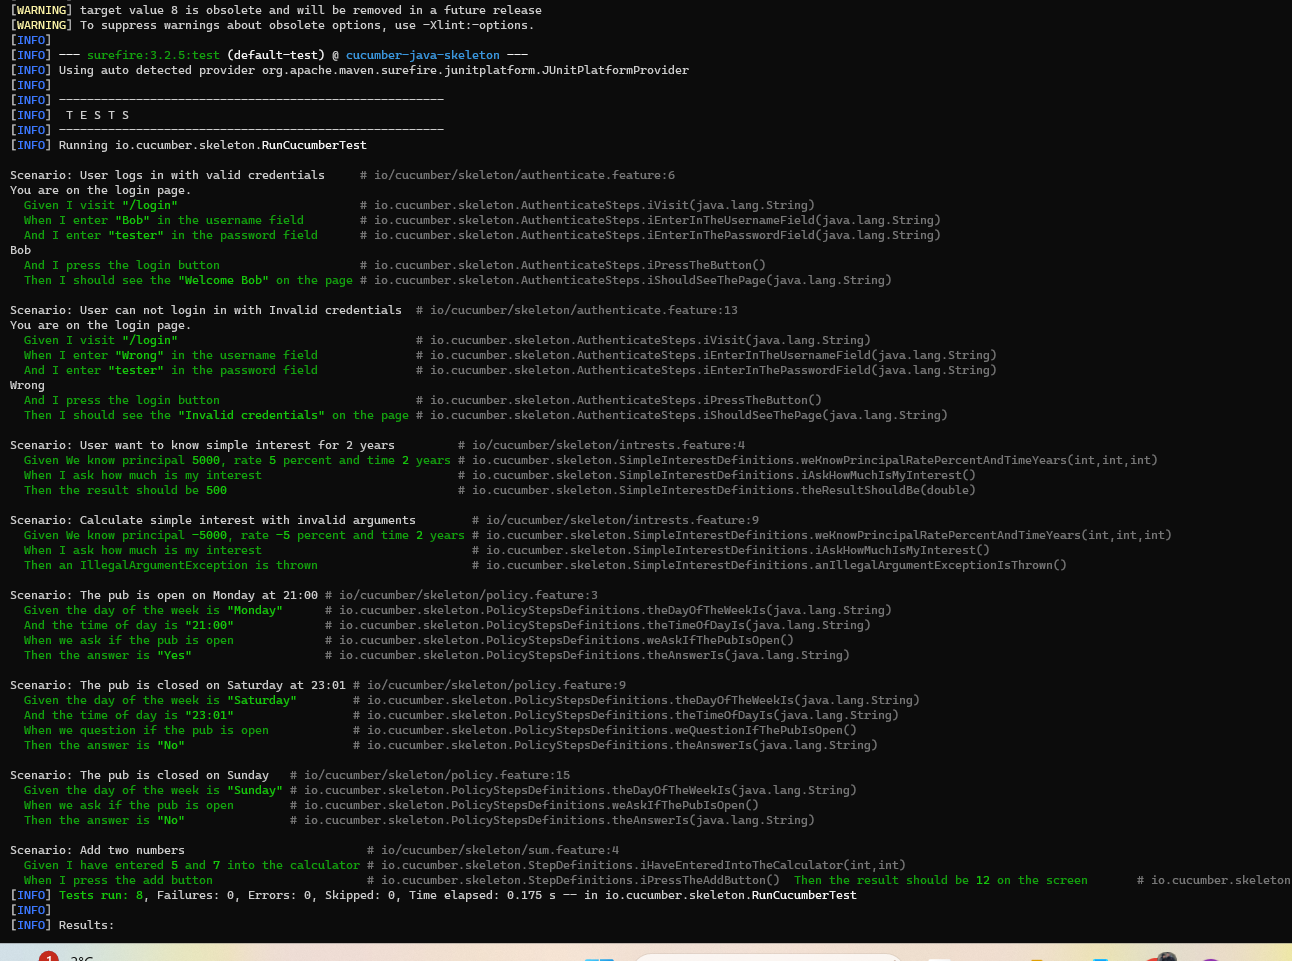 [WARNING] target value 8 is obsolete and will be removed in a future release
[WARNING] To suppress warnings about obsolete options, use -Xlint:-options.
[INFO]
[INFO] --- surefire:3.2.5:test (default-test) @ cucumber-java-skeleton ---
[INFO] Using auto detected provider org.apache.maven.surefire.junitplatform.JUnitPlatformProvider
[INFO]
[INFO] -------------------------------------------------------
[INFO]  T E S T S
[INFO] -------------------------------------------------------
[INFO] Running io.cucumber.skeleton.RunCucumberTest

Scenario: User logs in with valid credentials     # io/cucumber/skeleton/authenticate.feature:6
You are on the login page.
  Given I visit "/login"                          # io.cucumber.skeleton.AuthenticateSteps.iVisit(java.lang.String)
  When I enter "Bob" in the username field        # io.cucumber.skeleton.AuthenticateSteps.iEnterInTheUsernameField(java.lang.String)
  And I enter "tester" in the password field      # io.cucumber.skeleton.AuthenticateSteps.iEnterInThePasswordField(java.lang.String)
Bob
  And I press the login button                    # io.cucumber.skeleton.AuthenticateSteps.iPressTheButton()
  Then I should see the "Welcome Bob" on the page # io.cucumber.skeleton.AuthenticateSteps.iShouldSeeThePage(java.lang.String)

Scenario: User can not login in with Invalid credentials  # io/cucumber/skeleton/authenticate.feature:13
You are on the login page.
  Given I visit "/login"                                  # io.cucumber.skeleton.AuthenticateSteps.iVisit(java.lang.String)
  When I enter "Wrong" in the username field              # io.cucumber.skeleton.AuthenticateSteps.iEnterInTheUsernameField(java.lang.String)
  And I enter "tester" in the password field              # io.cucumber.skeleton.AuthenticateSteps.iEnterInThePasswordField(java.lang.String)
Wrong
  And I press the login button                            # io.cucumber.skeleton.AuthenticateSteps.iPressTheButton()
  Then I should see the "Invalid credentials" on the page # io.cucumber.skeleton.AuthenticateSteps.iShouldSeeThePage(java.lang.String)

Scenario: User want to know simple interest for 2 years         # io/cucumber/skeleton/intrests.feature:4
  Given We know principal 5000, rate 5 percent and time 2 years # io.cucumber.skeleton.SimpleInterestDefinitions.weKnowPrincipalRatePercentAndTimeYears(int,int,int)
  When I ask how much is my interest                            # io.cucumber.skeleton.SimpleInterestDefinitions.iAskHowMuchIsMyInterest()
  Then the result should be 500                                 # io.cucumber.skeleton.SimpleInterestDefinitions.theResultShouldBe(double)

Scenario: Calculate simple interest with invalid arguments        # io/cucumber/skeleton/intrests.feature:9
  Given We know principal -5000, rate -5 percent and time 2 years # io.cucumber.skeleton.SimpleInterestDefinitions.weKnowPrincipalRatePercentAndTimeYears(int,int,int)
  When I ask how much is my interest                              # io.cucumber.skeleton.SimpleInterestDefinitions.iAskHowMuchIsMyInterest()
  Then an IllegalArgumentException is thrown                      # io.cucumber.skeleton.SimpleInterestDefinitions.anIllegalArgumentExceptionIsThrown()

Scenario: The pub is open on Monday at 21:00 # io/cucumber/skeleton/policy.feature:3
  Given the day of the week is "Monday"      # io.cucumber.skeleton.PolicyStepsDefinitions.theDayOfTheWeekIs(java.lang.String)
  And the time of day is "21:00"             # io.cucumber.skeleton.PolicyStepsDefinitions.theTimeOfDayIs(java.lang.String)
  When we ask if the pub is open             # io.cucumber.skeleton.PolicyStepsDefinitions.weAskIfThePubIsOpen()
  Then the answer is "Yes"                   # io.cucumber.skeleton.PolicyStepsDefinitions.theAnswerIs(java.lang.String)

Scenario: The pub is closed on Saturday at 23:01 # io/cucumber/skeleton/policy.feature:9
  Given the day of the week is "Saturday"        # io.cucumber.skeleton.PolicyStepsDefinitions.theDayOfTheWeekIs(java.lang.String)
  And the time of day is "23:01"                 # io.cucumber.skeleton.PolicyStepsDefinitions.theTimeOfDayIs(java.lang.String)
  When we question if the pub is open            # io.cucumber.skeleton.PolicyStepsDefinitions.weQuestionIfThePubIsOpen()
  Then the answer is "No"                        # io.cucumber.skeleton.PolicyStepsDefinitions.theAnswerIs(java.lang.String)

Scenario: The pub is closed on Sunday   # io/cucumber/skeleton/policy.feature:15
  Given the day of the week is "Sunday" # io.cucumber.skeleton.PolicyStepsDefinitions.theDayOfTheWeekIs(java.lang.String)
  When we ask if the pub is open        # io.cucumber.skeleton.PolicyStepsDefinitions.weAskIfThePubIsOpen()
  Then the answer is "No"               # io.cucumber.skeleton.PolicyStepsDefinitions.theAnswerIs(java.lang.String)

Scenario: Add two numbers                          # io/cucumber/skeleton/sum.feature:4
  Given I have entered 5 and 7 into the calculator # io.cucumber.skeleton.StepDefinitions.iHaveEnteredIntoTheCalculator(int,int)
  When I press the add button                      # io.cucumber.skeleton.StepDefinitions.iPressTheAddButton()  Then the result should be 12 on the screen       # io.cucumber.skeleton
[INFO] Tests run: 8, Failures: 0, Errors: 0, Skipped: 0, Time elapsed: 0.175 s -- in io.cucumber.skeleton.RunCucumberTest
[INFO]
[INFO] Results:
1